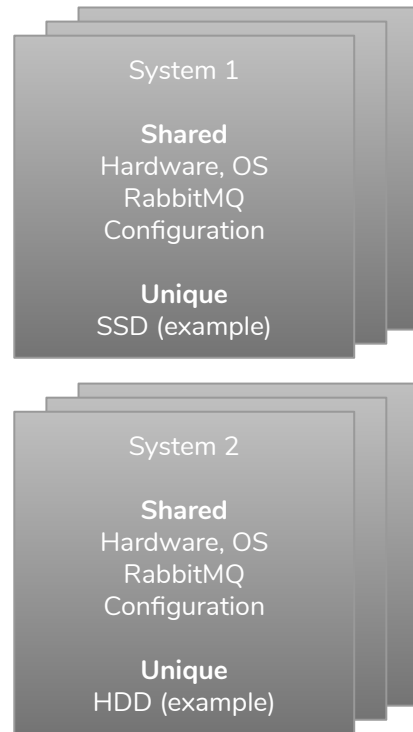 System 1
Shared
Hardware, OS
RabbitMQ
Configuration
Unique
SSD (example)
System 2
Shared
Hardware, OS
RabbitMQ
Configuration
Unique
HDD (example)